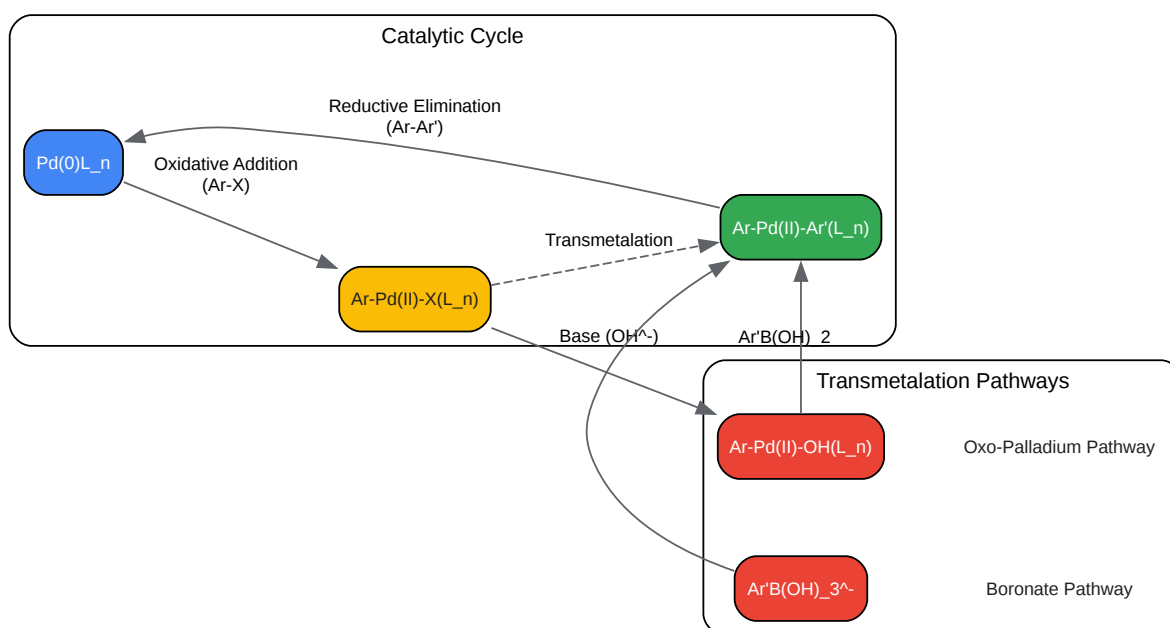 Catalytic Cycle
Reductive Elimination
(Ar-Ar')
Pd(0)L_n
Oxidative Addition
(Ar-X)
Ar-Pd(II)-Ar'(L_n)
Transmetalation
Ar-Pd(II)-X(L_n)
Base (OH^-)
Ar'B(OH)_2
Transmetalation Pathways
Ar-Pd(II)-OH(L_n)
Oxo-Palladium Pathway
Ar'B(OH)_3^-
Boronate Pathway